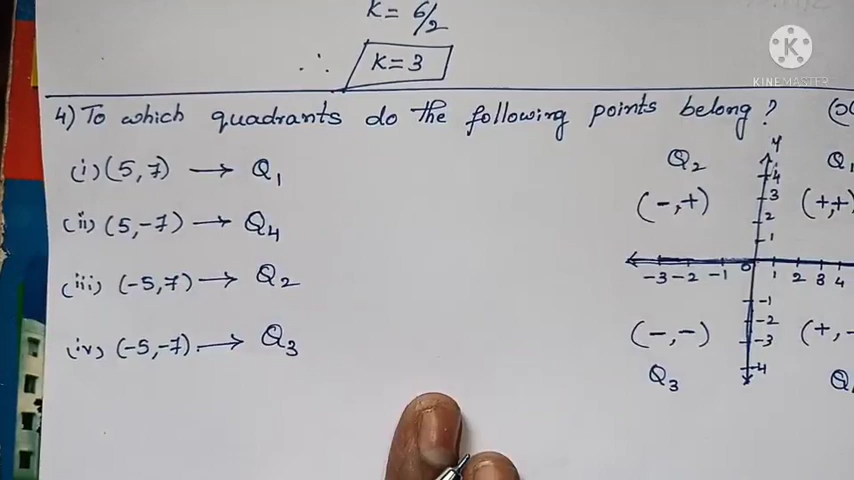 K = 6/2
∴ K = 3
K
KINEMASTER
4) To which quadrants do the following points belong?
(i) (5, 7) → Q1
(ii) (5, -7) → Q4
(iii) (-5, 7) → Q2
(iv) (-5, -7) → Q3
Y
Q2 Q1
4
(-,+) 3 (+,+)
2
1
-3 -2 -1 0 1 2 3 4
-1
-2
(-,-) -3 (+,-
-4
Q3